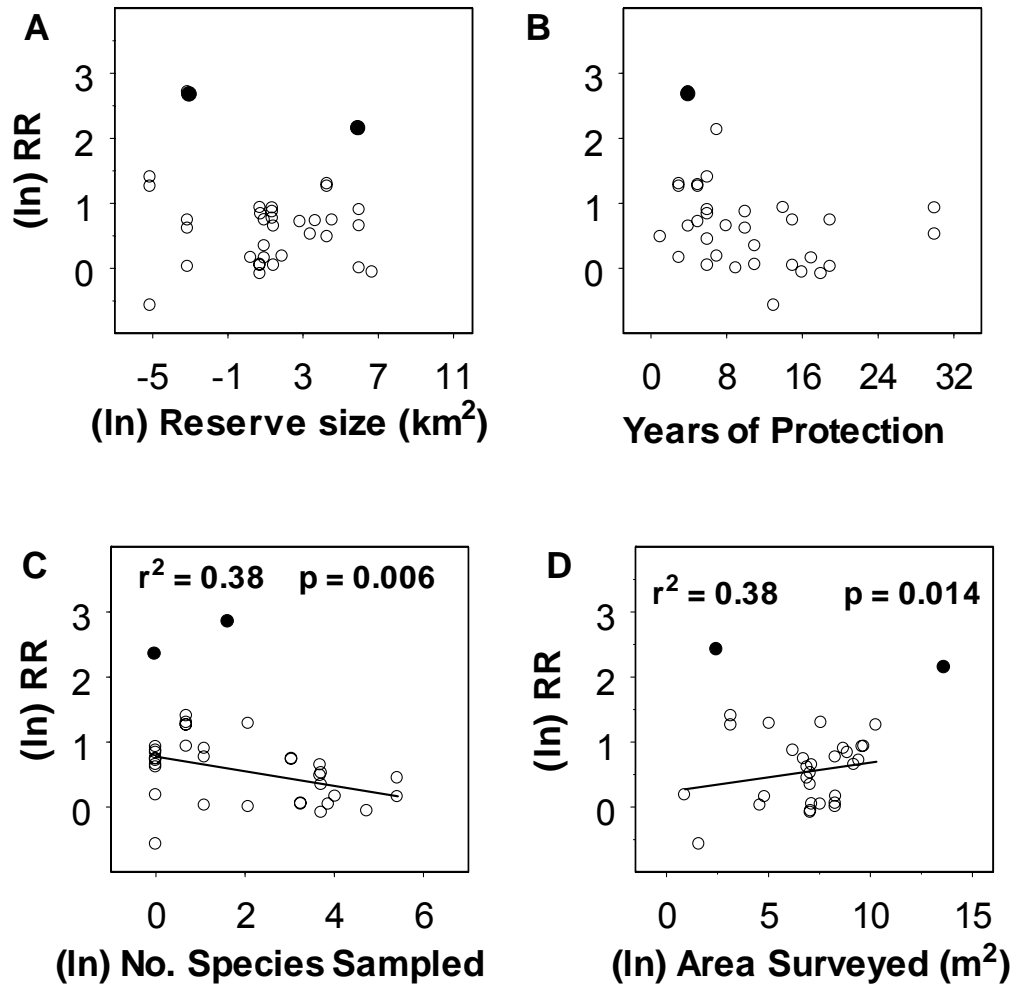 A
(ln) RR
3
2
1
0
-5 -1 3 7 11
(ln) Reserve size (km²)
B
3
2
1
0
0 8 16 24 32
Years of Protection
C
r² = 0.38 p = 0.006
(ln) RR
3
2
1
0
0 2 4 6
(ln) No. Species Sampled
D
r² = 0.38 p = 0.014
(ln) RR
3
2
1
0
0 5 10 15
(ln) Area Surveyed (m²)